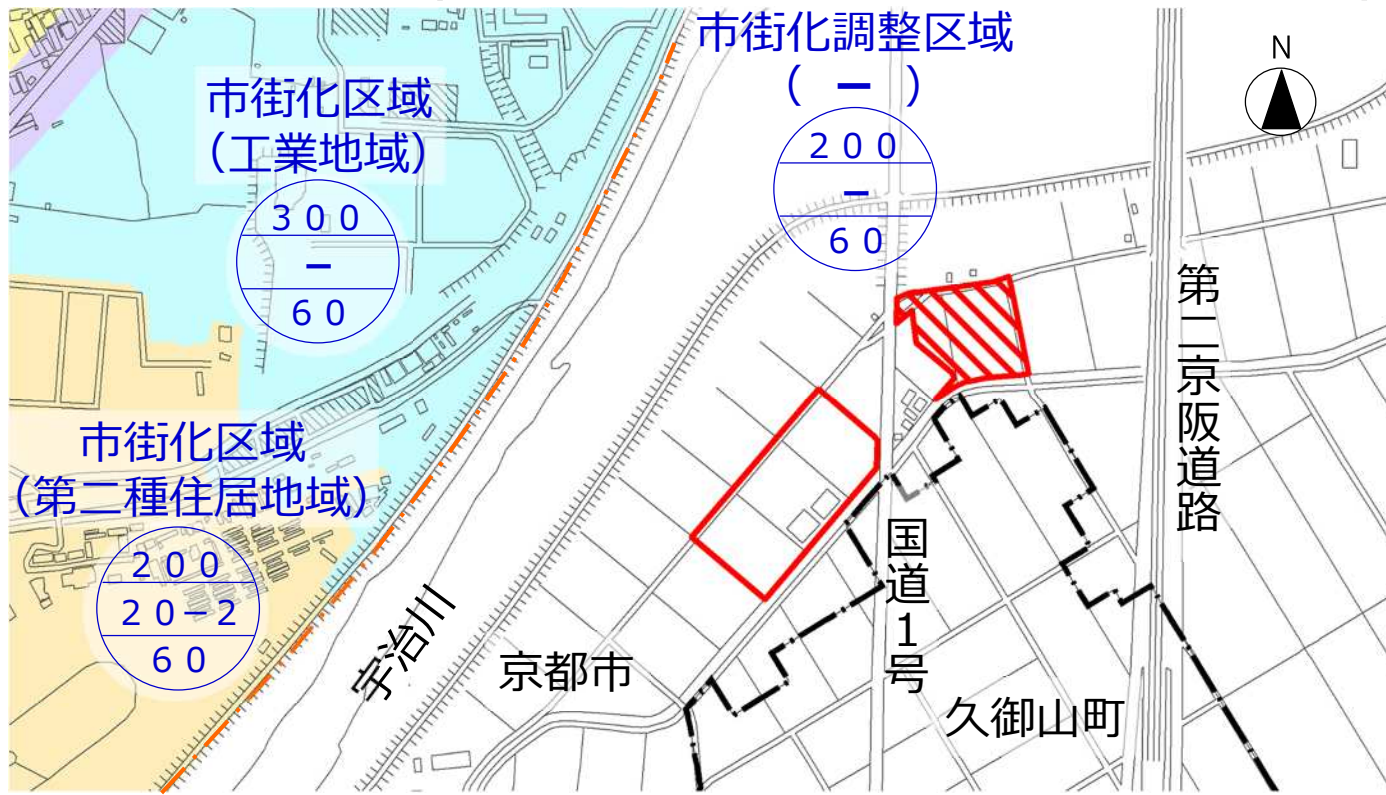 市街化調整区域
( ー )
200
ー
60
N
市街化区域
(工業地域)
300
ー
60
市街化区域
(第二種住居地域)
200
20-2
60
宇治川
京都市
国道1号
久御山町
第二京阪道路